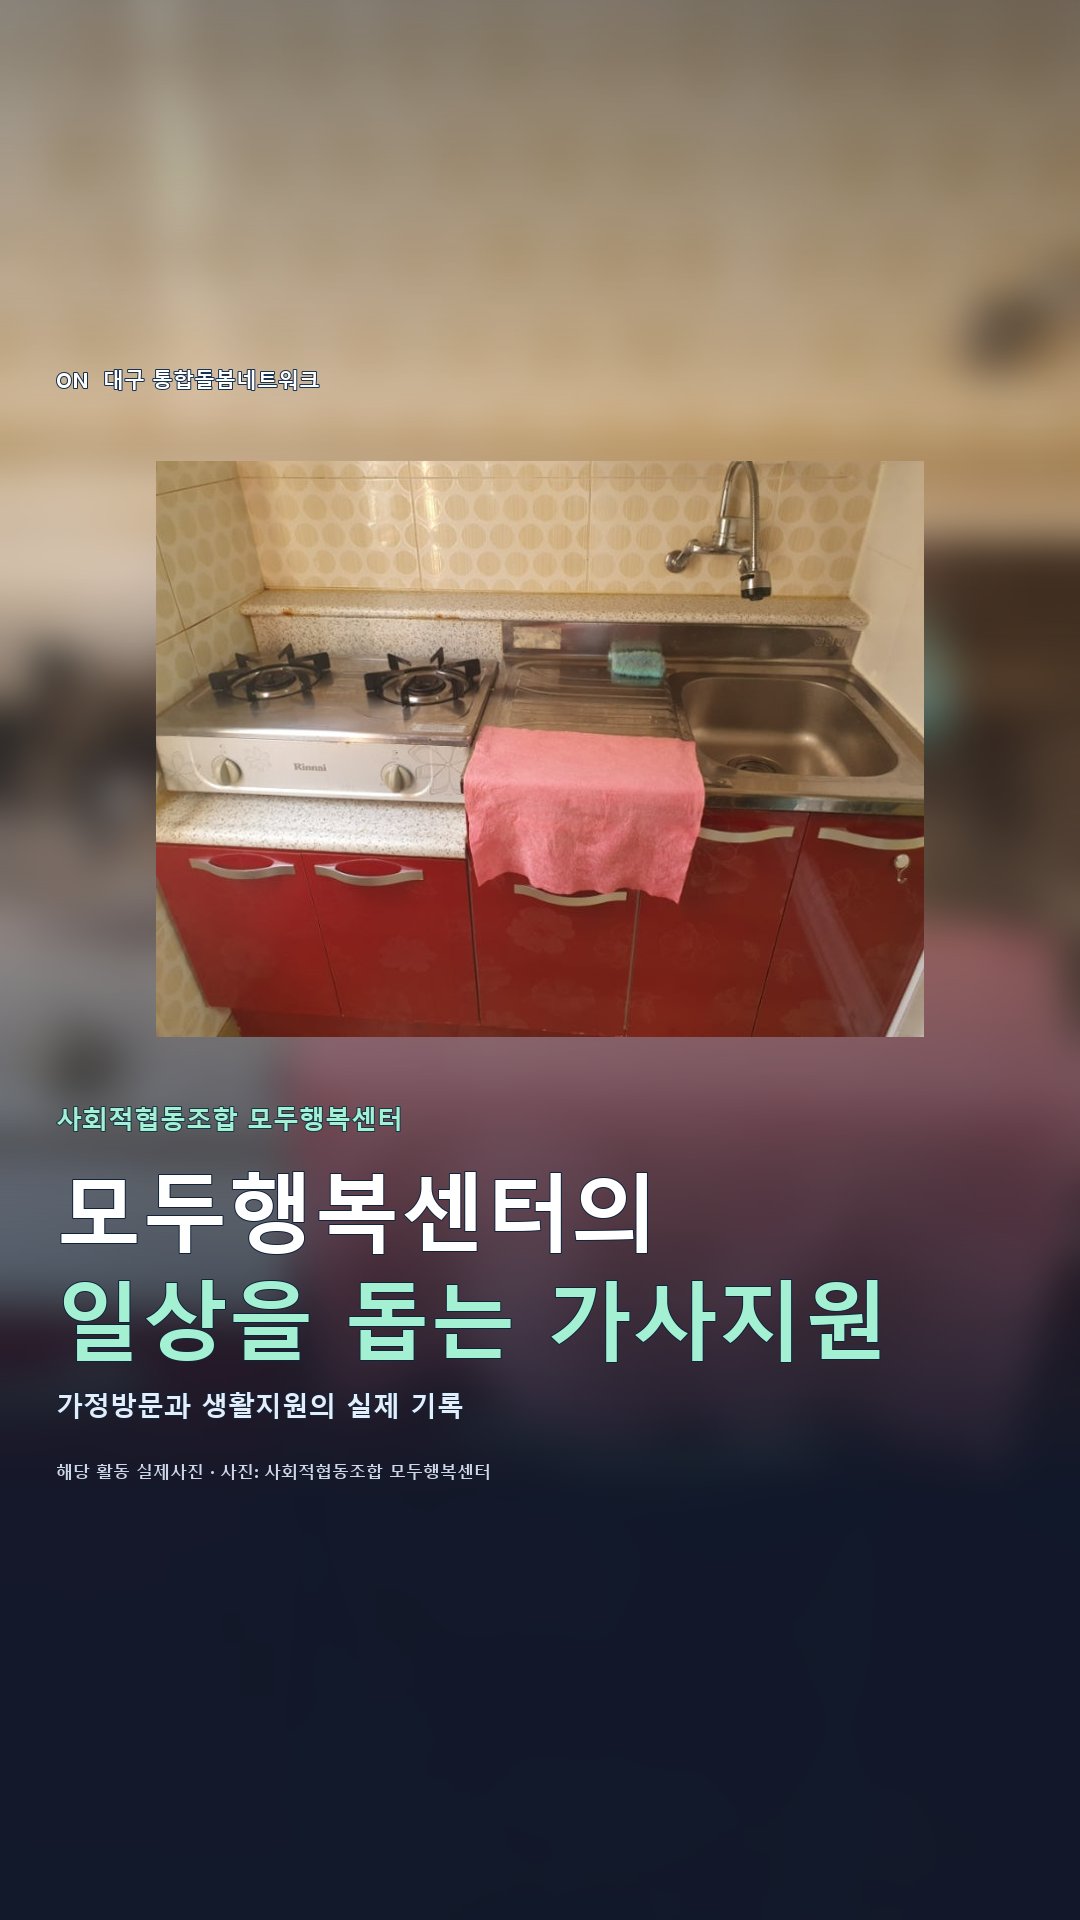 ON 대구 통합돌봄네트워크
Rinnai
사회적협동조합 모두행복센터
모두행복센터의
일상을 돕는 가사지원
가정방문과 생활지원의 실제 기록
해당 활동 실제사진 · 사진: 사회적협동조합 모두행복센터